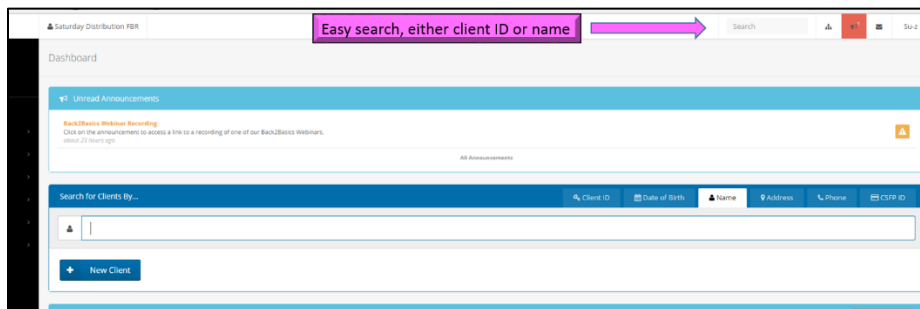 Saturday Distribution FBR
Easy search, either client ID or name
Search
Su-z
Dashboard
Unread Announcements
Back2Basics Webinar Recording
Click on the announcement to access a link to a recording of one of our Back2Basics Webinars.
about 23 hours ago
All Announcements
Search for Clients By...
Client ID
Date of Birth
Name
Address
Phone
CSFP ID
New Client